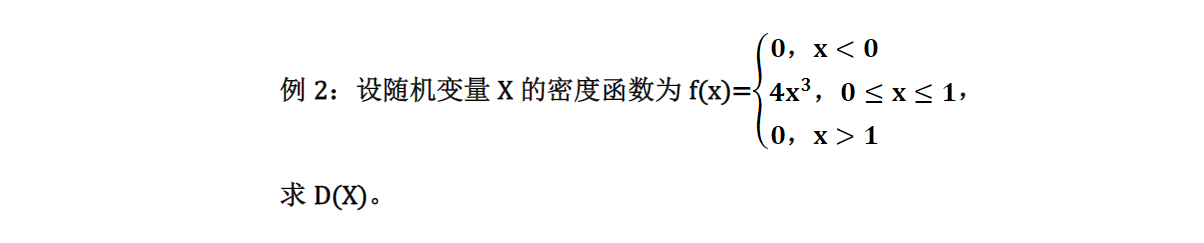 例 2：设随机变量 X 的密度函数为 f(x)={0，x < 0
4x³，0 ≤ x ≤ 1，
0，x > 1
求 D(X)。